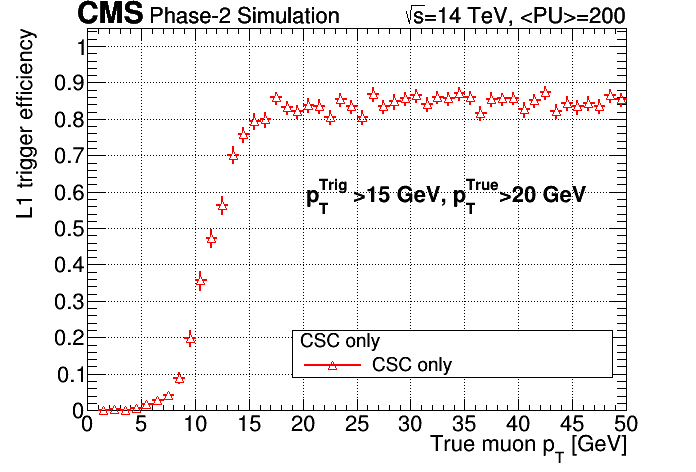 CMS Phase-2 Simulation √s=14 TeV, <PU>=200
L1 trigger efficiency
1
0.9
0.8
0.7
0.6
0.5
0.4
0.3
0.2
0.1
0
p_T^Trig >15 GeV, p_T^True >20 GeV
CSC only
CSC only
0 5 10 15 20 25 30 35 40 45 50
True muon p_T [GeV]